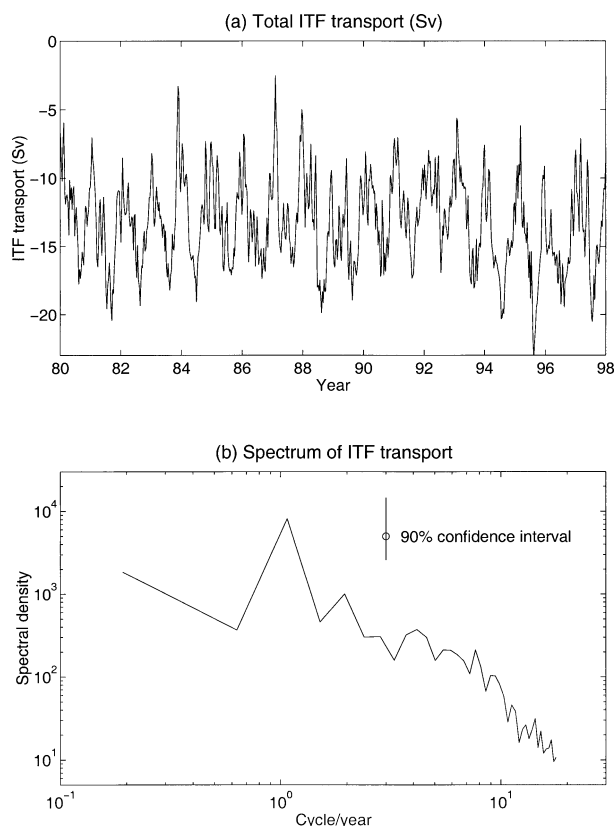 (a) Total ITF transport (Sv)
0
−5
−10
−15
−20
ITF transport (Sv)
80 82 84 86 88 90 92 94 96 98
Year
(b) Spectrum of ITF transport
10^4
10^3
10^2
10^1
Spectral density
90% confidence interval
10^−1 10^0 10^1
Cycle/year